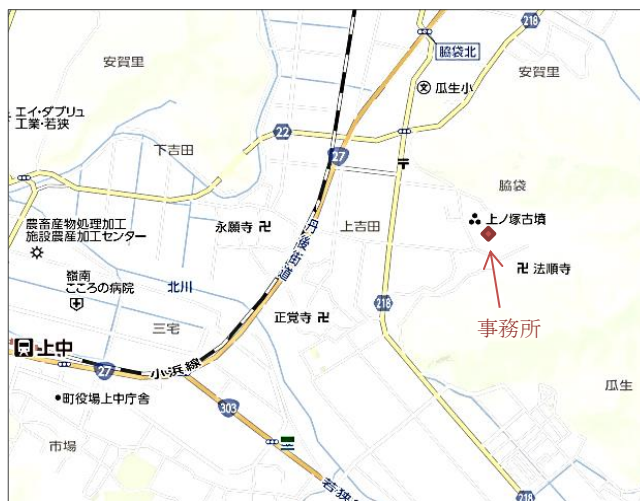 218
安賀里
脇袋北
安賀里
瓜生小
エイ・ダブリュ
工業・若狭
22
下吉田
27
脇袋
農畜産物処理加工
施設農産加工センター
永願寺
上吉田
上ノ塚古墳
丹後街道
法順寺
嶺南
こころの病院
北川
218
正覚寺
事務所
三宅
上中
27
小浜線
瓜生
町役場上中庁舎
303
市場
若狭
218